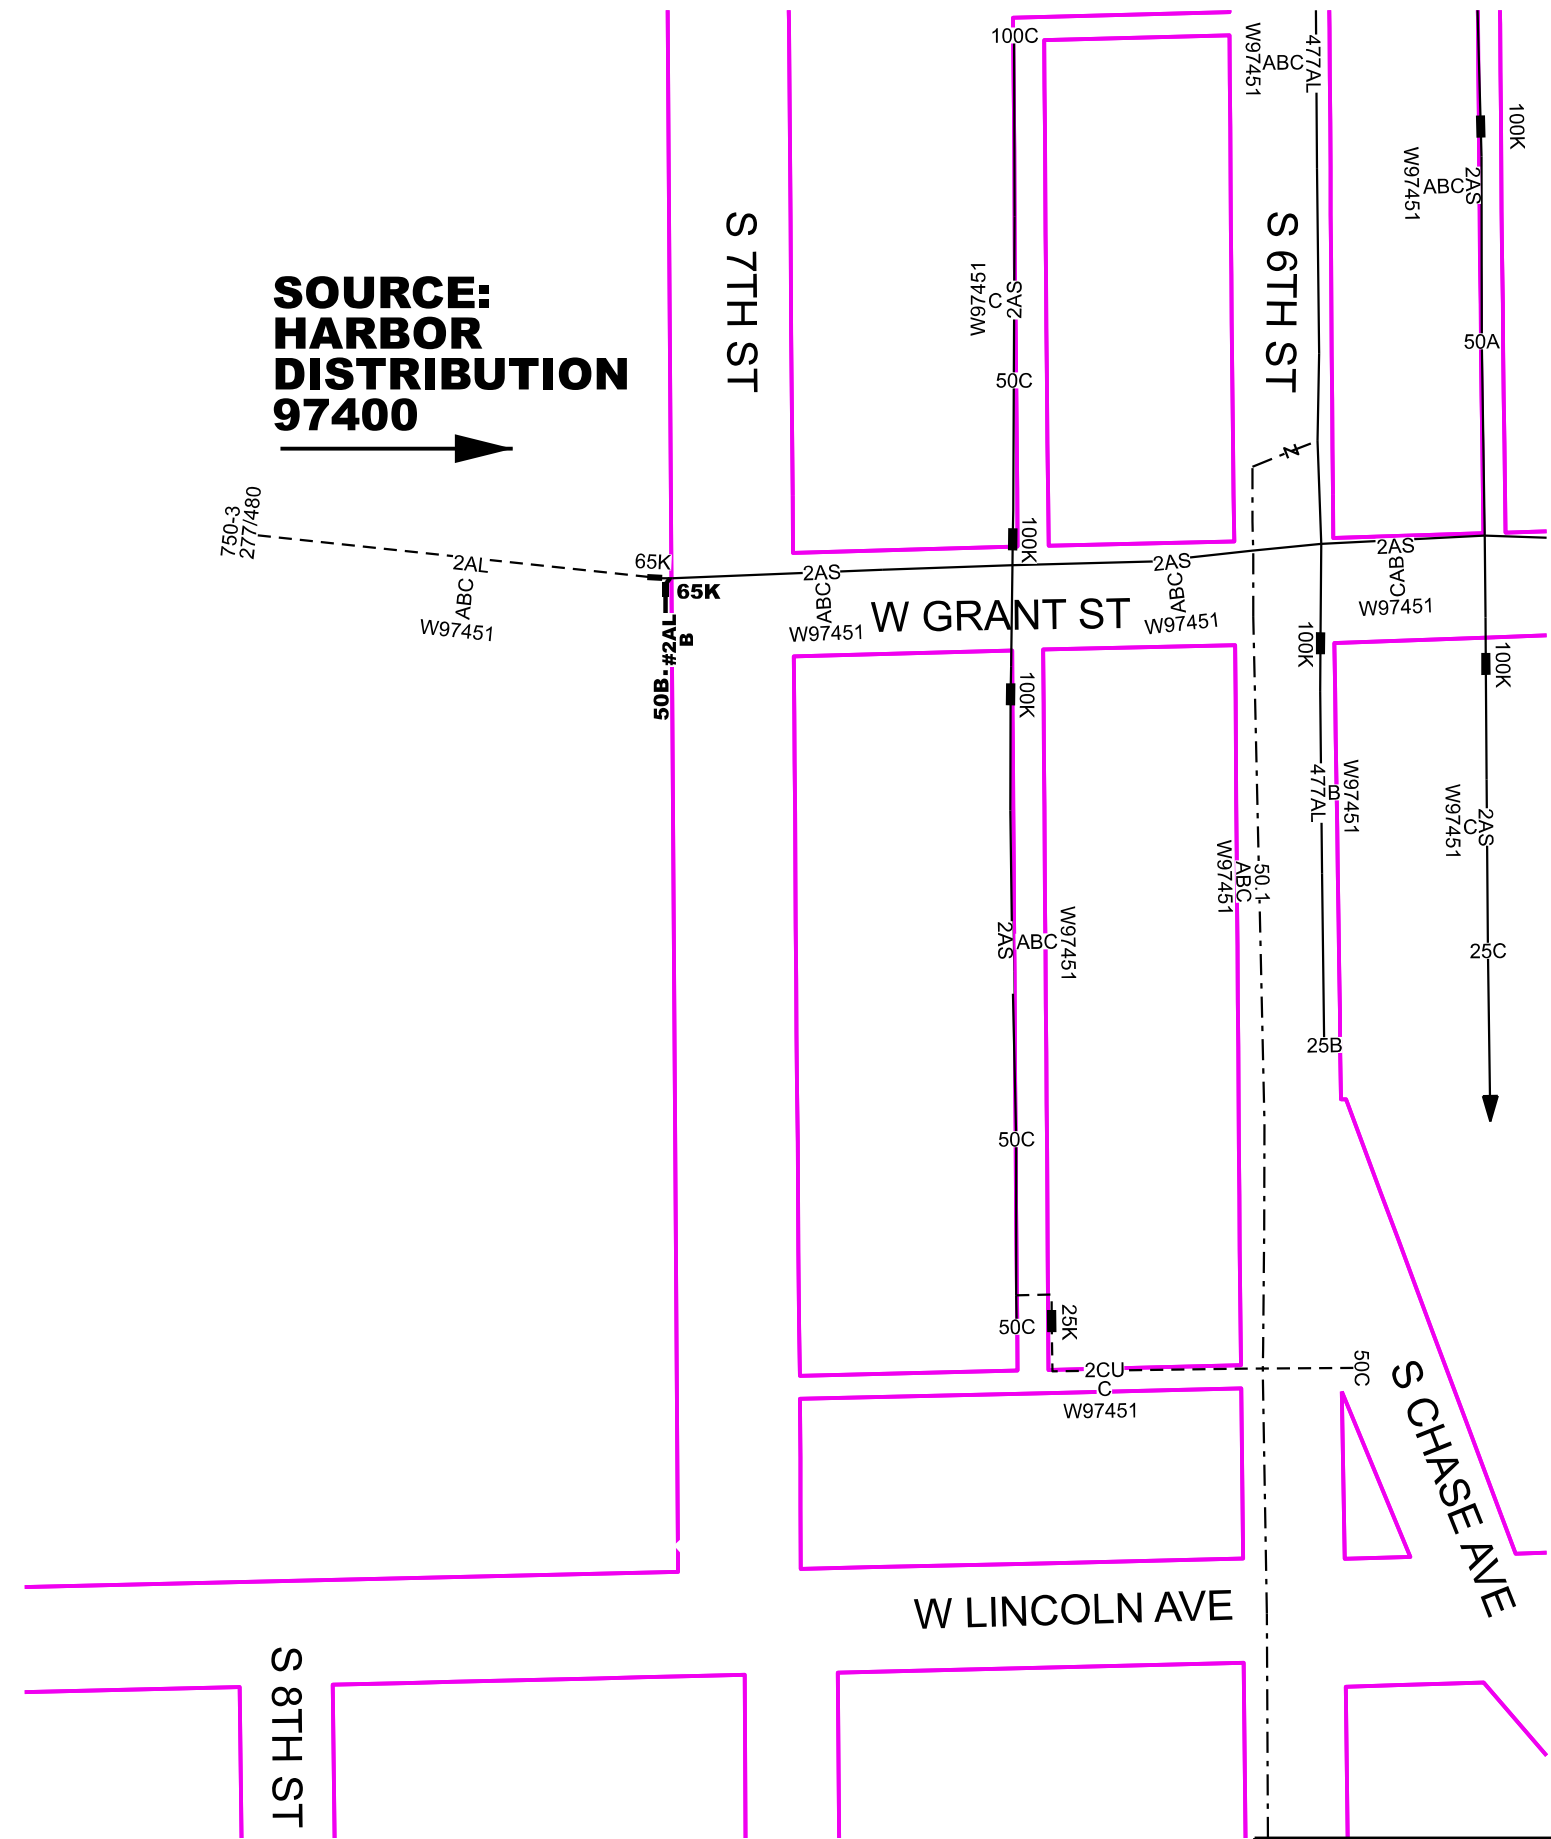 100C
W97451
ABC
477AL
100K
W97451
ABC
2AS
S 7TH ST
S 6TH ST
SOURCE:
HARBOR
DISTRIBUTION
97400
W97451
C
2AS
50A
50C
Z
750-3
277/480
2AL
ABC
W97451
65K
65K
#2AL
B
50B.
100K
2AS
ABC
W97451
W GRANT ST
2AS
ABC
W97451
2AS
CAB
W97451
100K
100K
100K
477AL
B
W97451
W97451
C
2AS
50.1
ABC
W97451
2AS
ABC
W97451
25C
25B
50C
50C
25K
2CU
C
W97451
50C
S CHASE AVE
W LINCOLN AVE
S 8TH ST